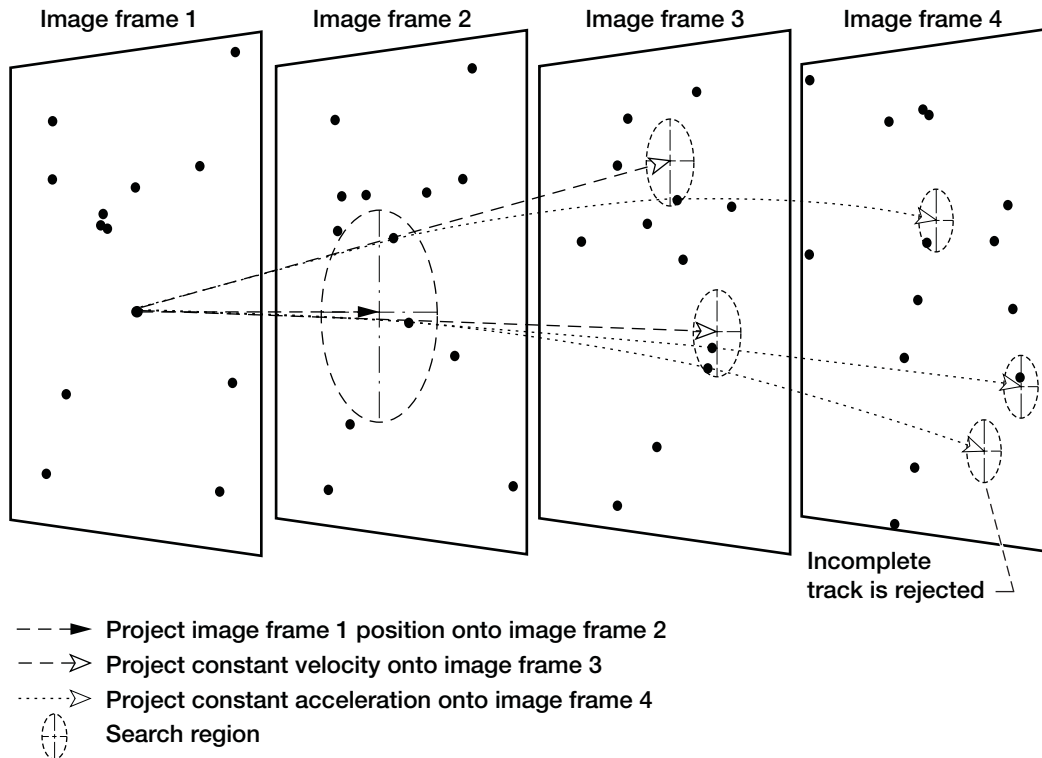 Image frame 1
Image frame 2
Image frame 3
Image frame 4
Incomplete
track is rejected
Project image frame 1 position onto image frame 2
Project constant velocity onto image frame 3
Project constant acceleration onto image frame 4
Search region